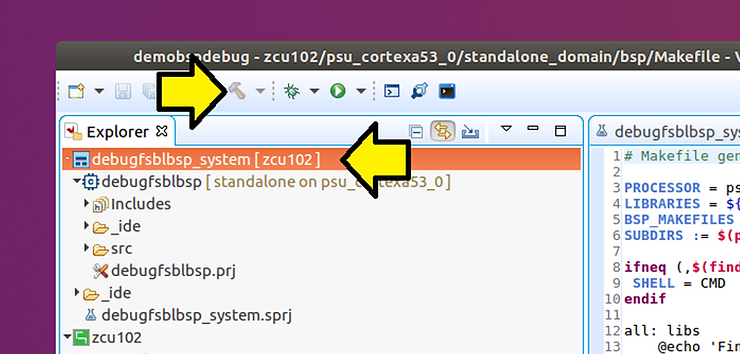 demobspdebug - zcu102/psu_cortexa53_0/standalone_domain/bsp/Makefile - V
Explorer
debugfsblbsp_system [ zcu102 ]
debugfsblbsp [ standalone on psu_cortexa53_0 ]
Includes
_ide
src
debugfsblbsp.prj
_ide
debugfsblbsp_system.sprj
zcu102
debugfsblbsp_sy
1 # Makefile gen
2
3 PROCESSOR = ps
4 LIBRARIES = ${
5 BSP_MAKEFILES
6 SUBDIRS := $(p
7
8 ifneq (,$(find
9 SHELL = CMD
10 endif
11
12 all: libs
13 @echo 'Fin